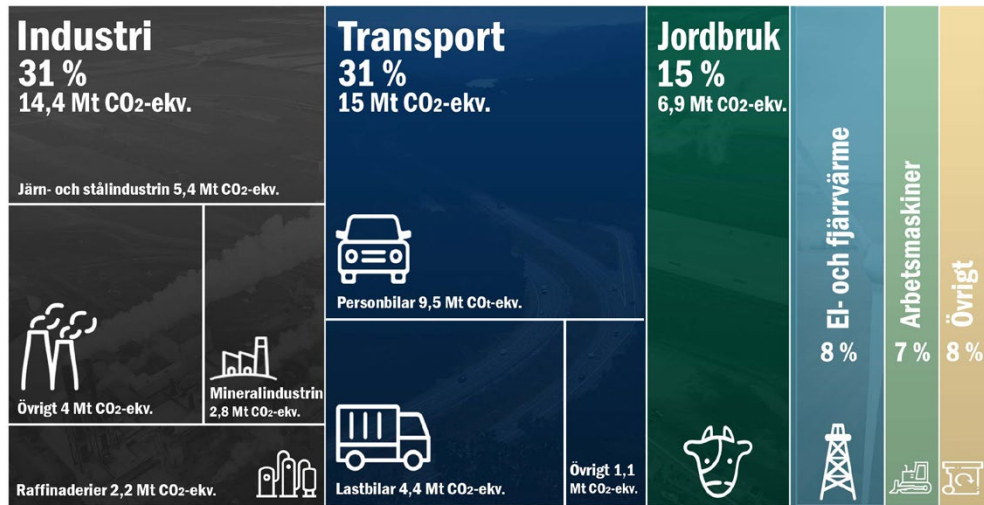 Industri
31 %
14,4 Mt CO2-ekv.
Järn- och stålindustrin 5,4 Mt CO2-ekv.
Övrigt 4 Mt CO2-ekv.
Mineralindustrin
2,8 Mt CO2-ekv.
Raffinaderier 2,2 Mt CO2-ekv.
Transport
31 %
15 Mt CO2-ekv.
Personbilar 9,5 Mt COt-ekv.
Lastbilar 4,4 Mt CO2-ekv.
Övrigt 1,1
Mt CO2-ekv.
Jordbruk
15 %
6,9 Mt CO2-ekv.
El- och fjärrvärme
8 %
Arbetsmaskiner
7 %
Övrigt
8 %